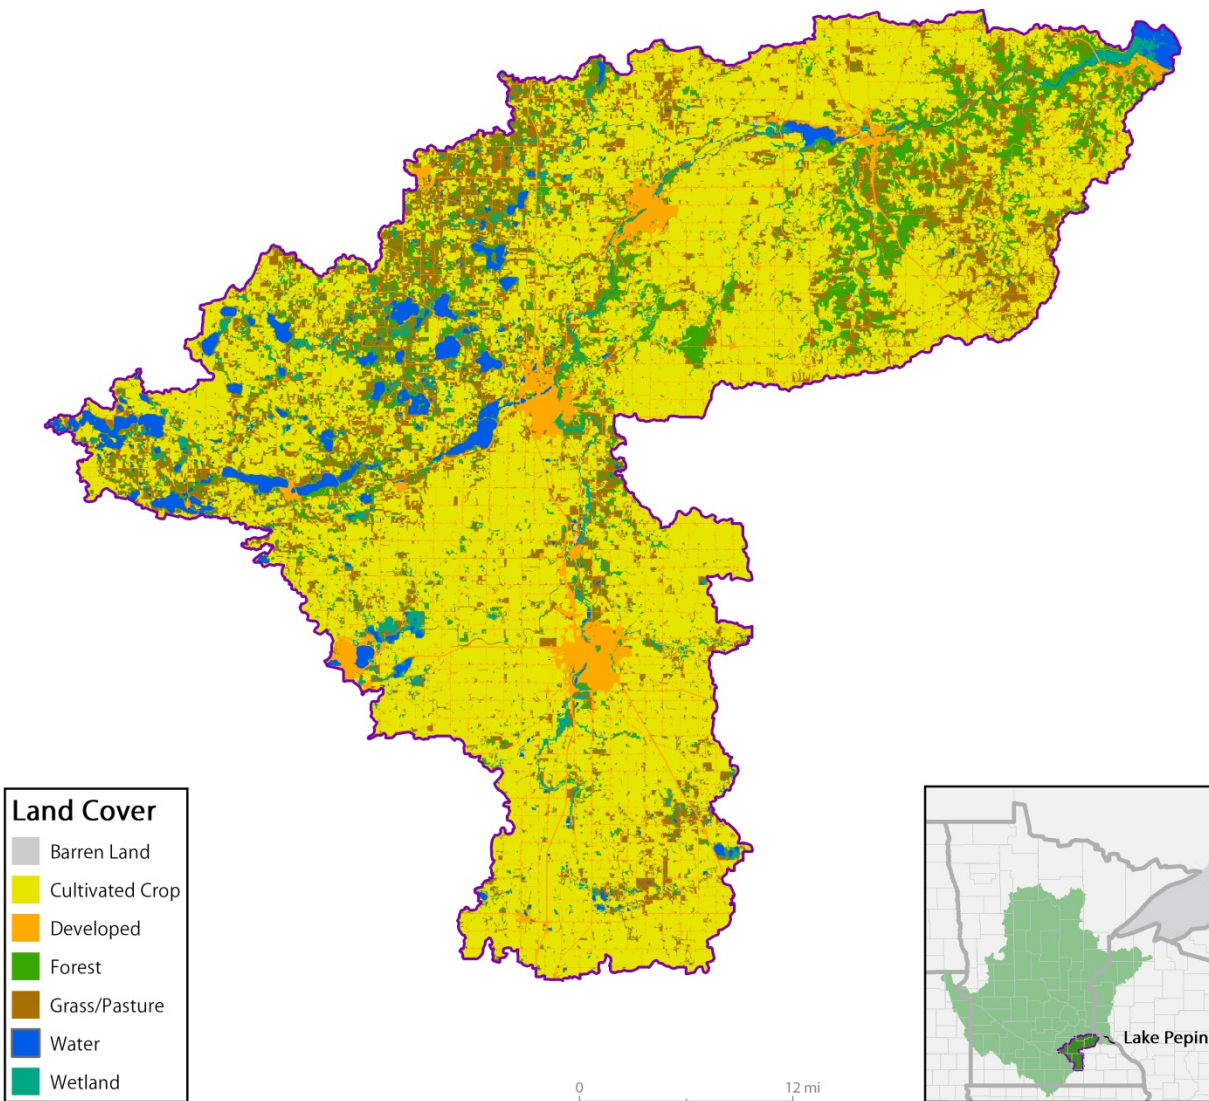 Land Cover
Barren Land
Cultivated Crop
Developed
Forest
Grass/Pasture
Water
Wetland
0 12 mi
Lake Pepin